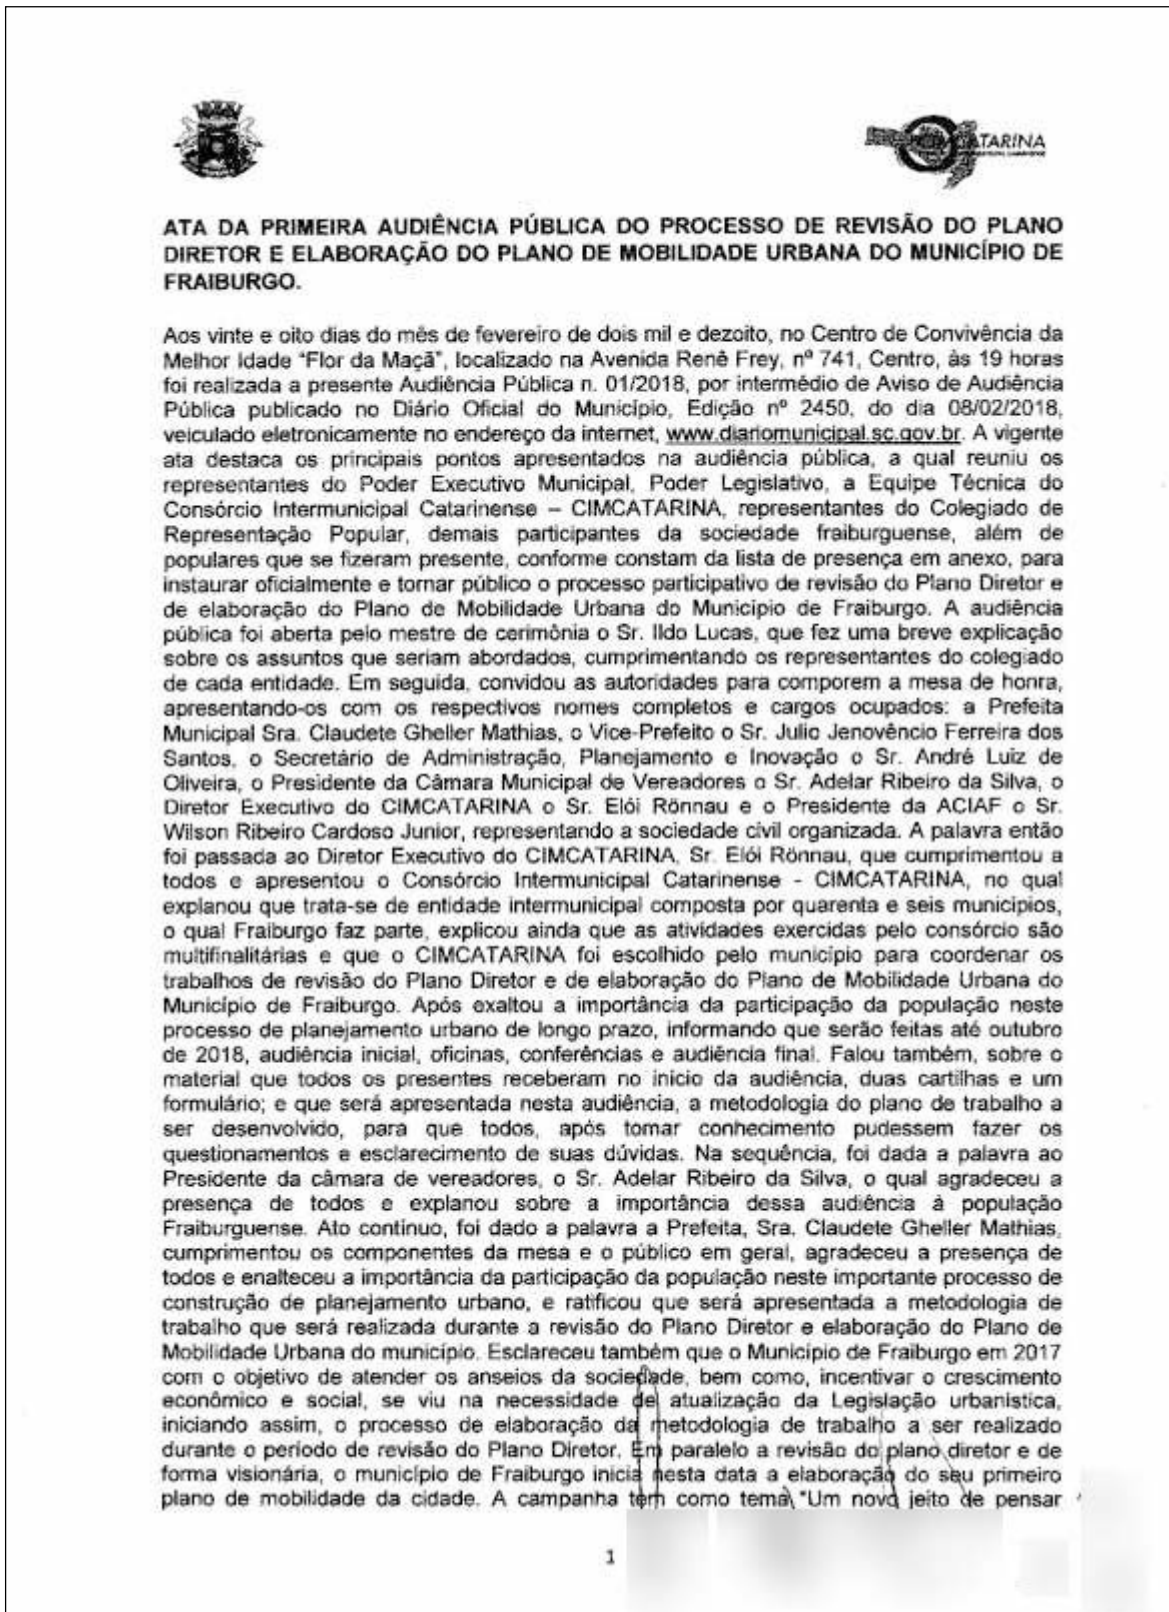 CIMCATARINA
ATA DA PRIMEIRA AUDIÊNCIA PÚBLICA DO PROCESSO DE REVISÃO DO PLANO
DIRETOR E ELABORAÇÃO DO PLANO DE MOBILIDADE URBANA DO MUNICÍPIO DE
FRAIBURGO.
Aos vinte e oito dias do mês de fevereiro de dois mil e dezoito, no Centro de Convivência da
Melhor Idade "Flor da Maçã", localizado na Avenida Renê Frey, nº 741, Centro, às 19 horas
foi realizada a presente Audiência Pública n. 01/2018, por intermédio de Aviso de Audiência
Pública publicado no Diário Oficial do Município, Edição nº 2450, do dia 08/02/2018,
veiculado eletronicamente no endereço da internet, www.diariomunicipal.sc.gov.br. A vigente
ata destaca os principais pontos apresentados na audiência pública, a qual reuniu os
representantes do Poder Executivo Municipal, Poder Legislativo, a Equipe Técnica do
Consórcio Intermunicipal Catarinense – CIMCATARINA, representantes do Colegiado de
Representação Popular, demais participantes da sociedade fraiburguense, além de
populares que se fizeram presente, conforme constam da lista de presença em anexo, para
instaurar oficialmente e tornar público o processo participativo de revisão do Plano Diretor e
de elaboração do Plano de Mobilidade Urbana do Município de Fraiburgo. A audiência
pública foi aberta pelo mestre de cerimônia o Sr. Ildo Lucas, que fez uma breve explicação
sobre os assuntos que seriam abordados, cumprimentando os representantes do colegiado
de cada entidade. Em seguida, convidou as autoridades para comporem a mesa de honra,
apresentando-os com os respectivos nomes completos e cargos ocupados: a Prefeita
Municipal Sra. Claudete Gheller Mathias, o Vice-Prefeito o Sr. Julio Jenovêncio Ferreira dos
Santos, o Secretário de Administração, Planejamento e Inovação o Sr. André Luiz de
Oliveira, o Presidente da Câmara Municipal de Vereadores o Sr. Adelar Ribeiro da Silva, o
Diretor Executivo do CIMCATARINA o Sr. Elói Rönnau e o Presidente da ACIAF o Sr.
Wilson Ribeiro Cardoso Junior, representando a sociedade civil organizada. A palavra então
foi passada ao Diretor Executivo do CIMCATARINA, Sr. Elói Rönnau, que cumprimentou a
todos e apresentou o Consórcio Intermunicipal Catarinense - CIMCATARINA, no qual
explanou que trata-se de entidade intermunicipal composta por quarenta e seis municípios,
o qual Fraiburgo faz parte, explicou ainda que as atividades exercidas pelo consórcio são
multifinalitárias e que o CIMCATARINA foi escolhido pelo município para coordenar os
trabalhos de revisão do Plano Diretor e de elaboração do Plano de Mobilidade Urbana do
Município de Fraiburgo. Após exaltou a importância da participação da população neste
processo de planejamento urbano de longo prazo, informando que serão feitas até outubro
de 2018, audiência inicial, oficinas, conferências e audiência final. Falou também, sobre o
material que todos os presentes receberam no início da audiência, duas cartilhas e um
formulário; e que será apresentada nesta audiência, a metodologia do plano de trabalho a
ser desenvolvido, para que todos, após tomar conhecimento pudessem fazer os
questionamentos e esclarecimento de suas dúvidas. Na sequência, foi dada a palavra ao
Presidente da câmara de vereadores, o Sr. Adelar Ribeiro da Silva, o qual agradeceu a
presença de todos e explanou sobre a importância dessa audiência à população
Fraiburguense. Ato contínuo, foi dado a palavra a Prefeita, Sra. Claudete Gheller Mathias,
cumprimentou os componentes da mesa e o público em geral, agradeceu a presença de
todos e enalteceu a importância da participação da população neste importante processo de
construção de planejamento urbano, e ratificou que será apresentada a metodologia de
trabalho que será realizada durante a revisão do Plano Diretor e elaboração do Plano de
Mobilidade Urbana do município. Esclareceu também que o Município de Fraiburgo em 2017
com o objetivo de atender os anseios da sociedade, bem como, incentivar o crescimento
econômico e social, se viu na necessidade de atualização da Legislação urbanística,
iniciando assim, o processo de elaboração da metodologia de trabalho a ser realizado
durante o período de revisão do Plano Diretor. Em paralelo a revisão do plano diretor e de
forma visionária, o município de Fraiburgo inicia nesta data a elaboração do seu primeiro
plano de mobilidade da cidade. A campanha tem como tema "Um novo jeito de pensar
1